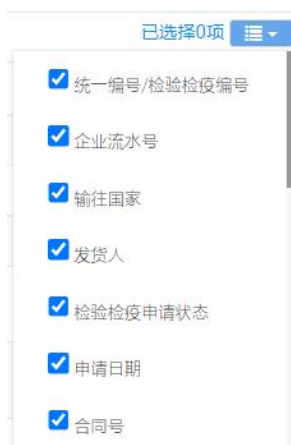 已选择0项
统一编号/检验检疫编号
企业流水号
输往国家
发货人
检验检疫申请状态
申请日期
合同号